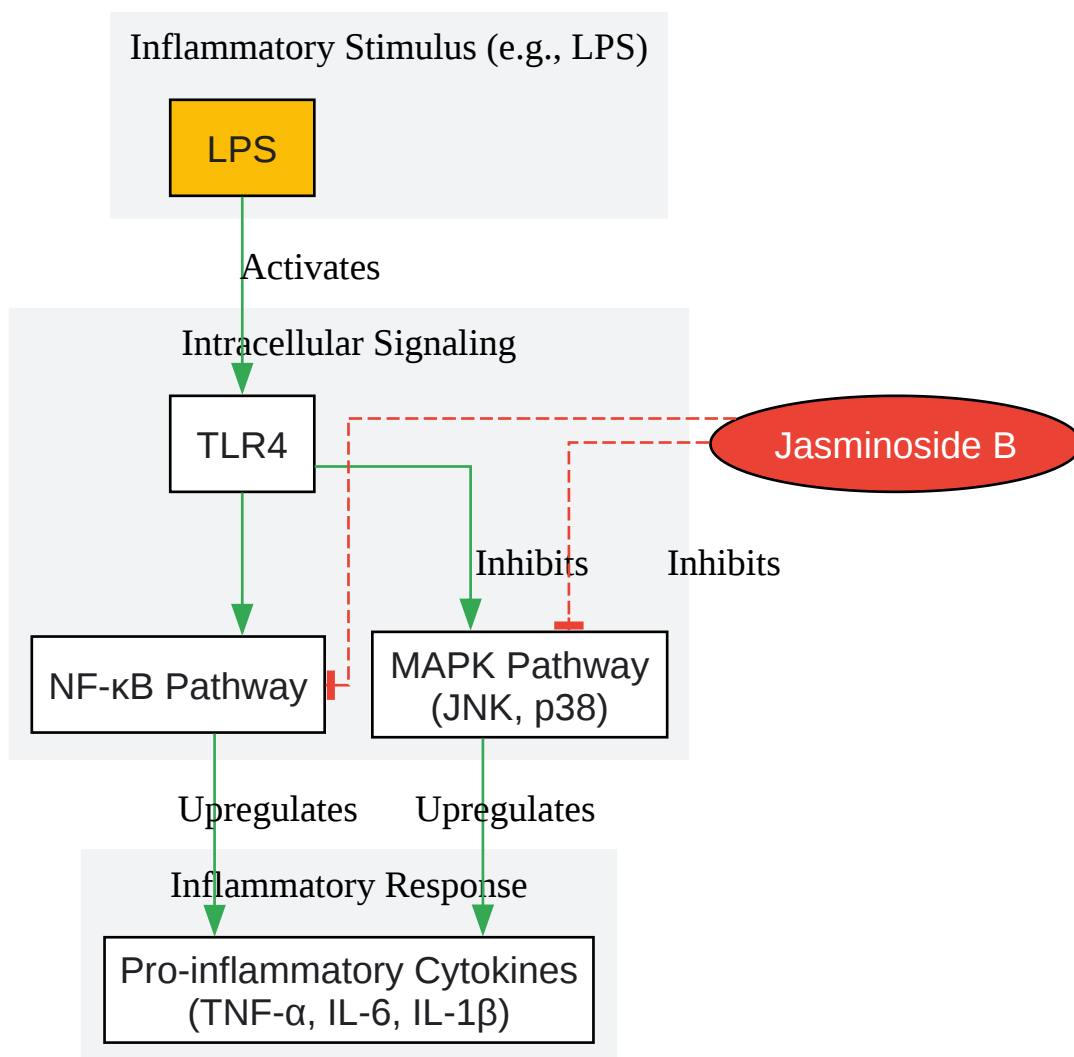 Inflammatory Stimulus (e.g., LPS)
LPS
Activates
Intracellular Signaling
TLR4
Jasminoside B
Inhibits
Inhibits
NF-κB Pathway
MAPK Pathway
(JNK, p38)
Upregulates
Upregulates
Inflammatory Response
Pro-inflammatory Cytokines
(TNF-α, IL-6, IL-1β)